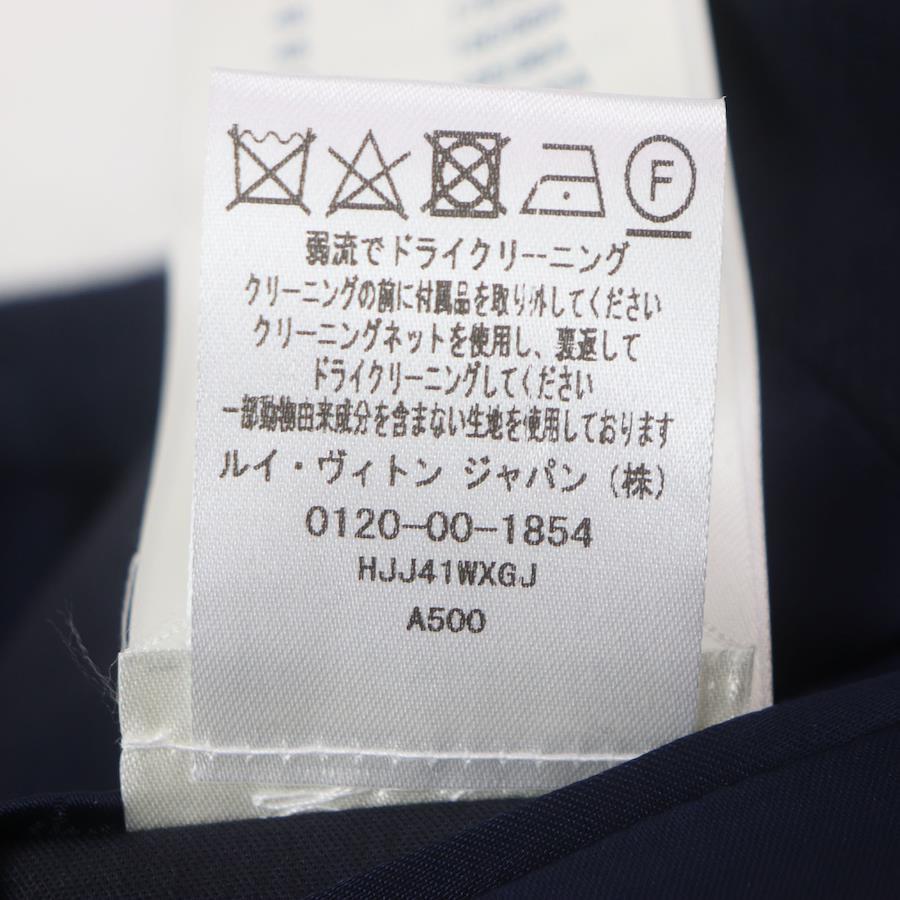 F
弱流でドライクリーニング
クリーニングの前に付属品を取り外してください
クリーニングネットを使用し、裏返して
ドライクリーニングしてください
一部動物由来成分を含まない生地を使用しております
ルイ・ヴィトン ジャパン (株)
0120-00-1854
HJJ41WXGJ
A500